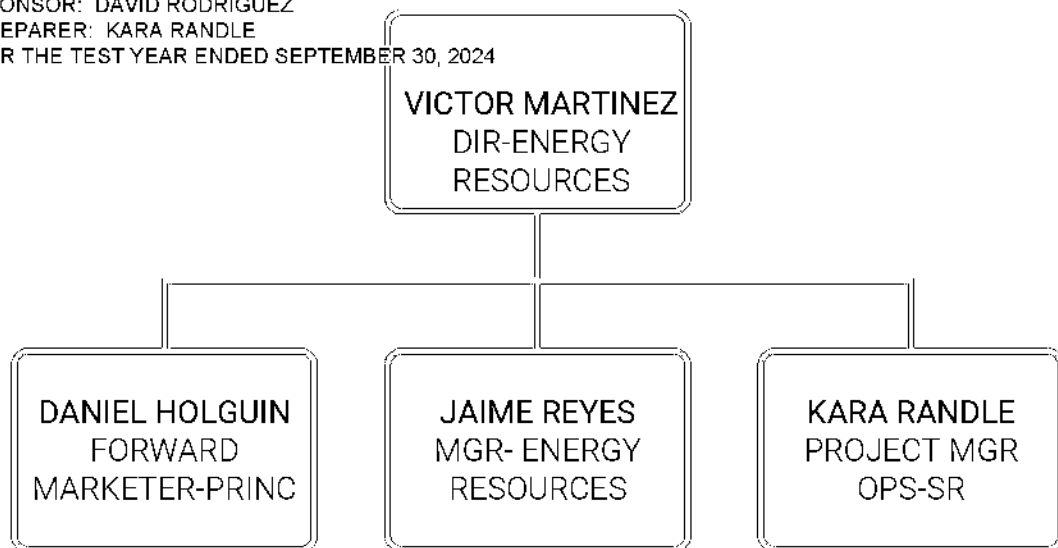 ONSOR: DAVID RODRIGUEZ
EPARER: KARA RANDLE
R THE TEST YEAR ENDED SEPTEMBER 30, 2024
VICTOR MARTINEZ
DIR-ENERGY
RESOURCES
DANIEL HOLGUIN
FORWARD
MARKETER-PRINC
JAIME REYES
MGR- ENERGY
RESOURCES
KARA RANDLE
PROJECT MGR
OPS-SR